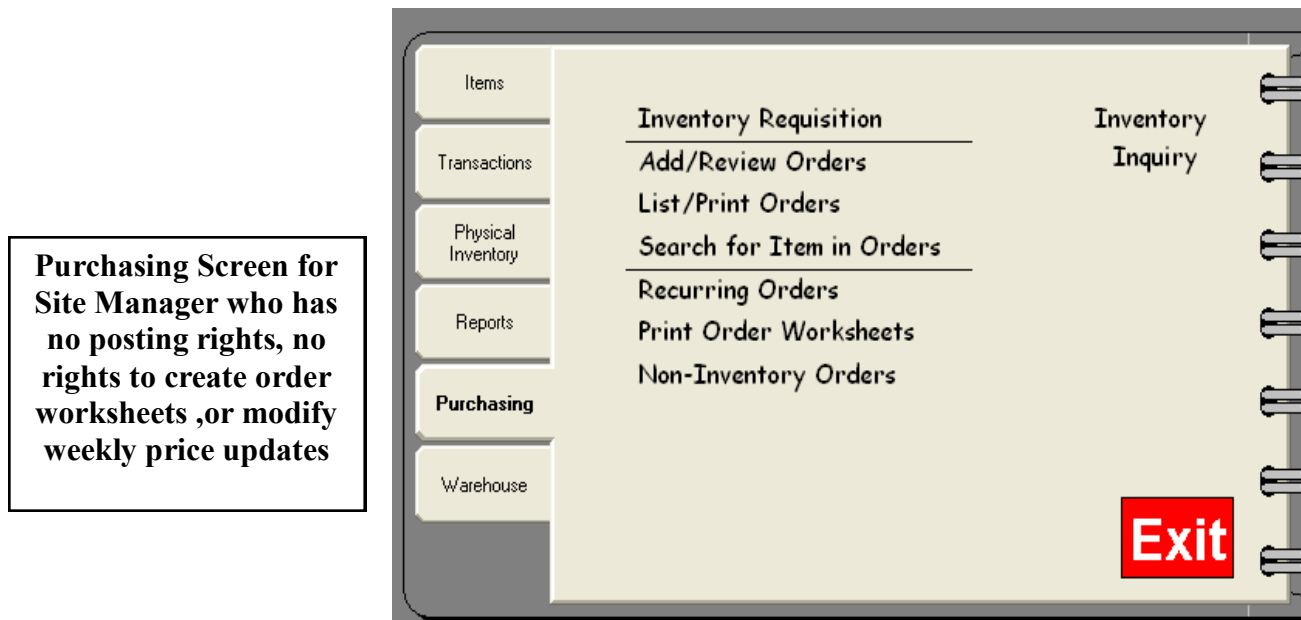 Purchasing Screen for
Site Manager who has
no posting rights, no
rights to create order
worksheets ,or modify
weekly price updates
Items
Transactions
Physical
Inventory
Reports
Purchasing
Warehouse
Inventory Requisition
Add/Review Orders
List/Print Orders
Search for Item in Orders
Recurring Orders
Print Order Worksheets
Non-Inventory Orders
Inventory
Inquiry
Exit